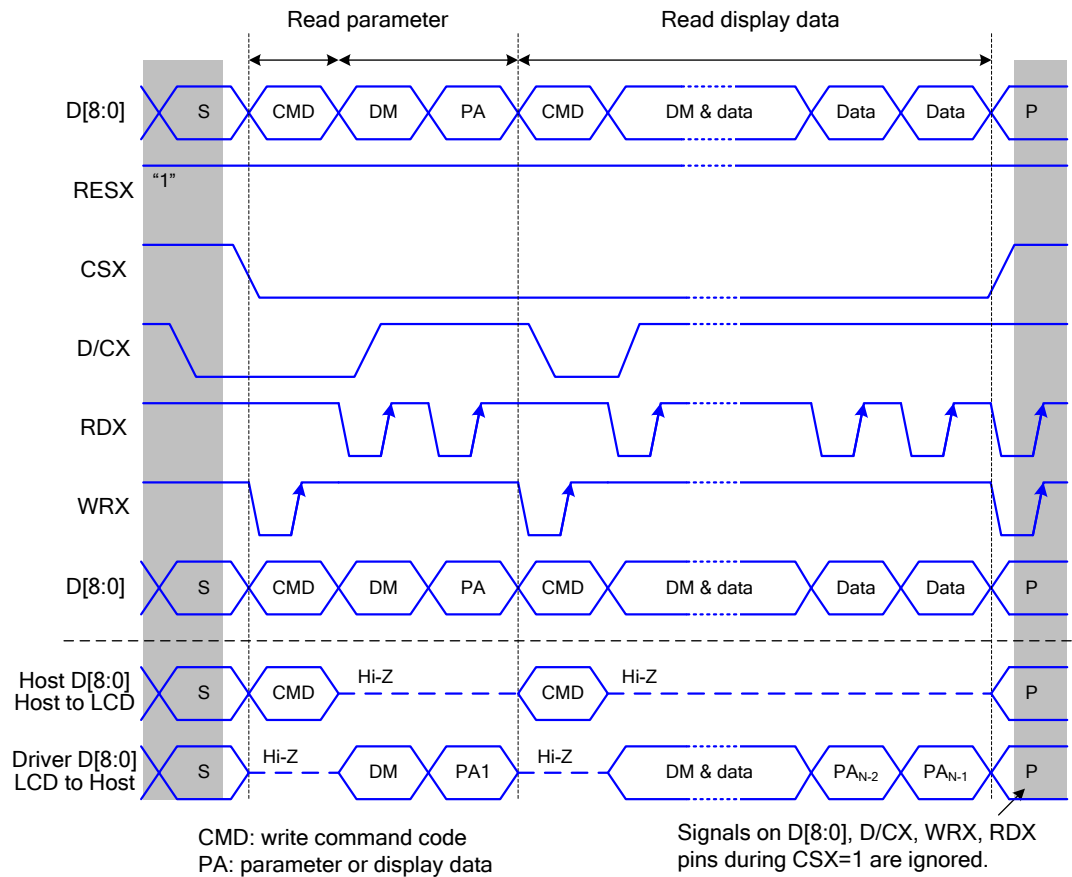 Read parameter Read display data
D[8:0] S CMD DM PA CMD DM & data Data Data P
RESX “1”
CSX
D/CX
RDX
WRX
D[8:0] S CMD DM PA CMD DM & data Data Data P
Host D[8:0]
Host to LCD
S CMD Hi-Z CMD Hi-Z P
Driver D[8:0]
LCD to Host
S Hi-Z DM PA1 Hi-Z DM & data PAN-2 PAN-1 P
CMD: write command code
PA: parameter or display data
Signals on D[8:0], D/CX, WRX, RDX
pins during CSX=1 are ignored.